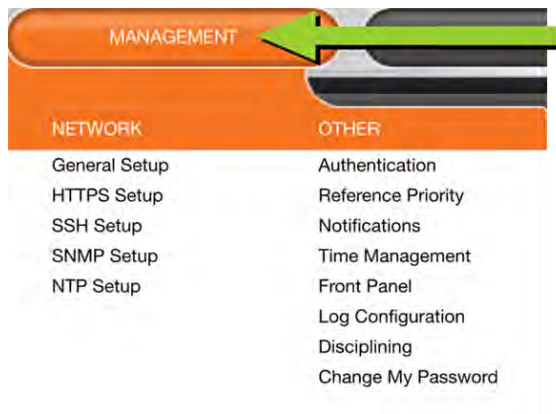 MANAGEMENT
NETWORK
General Setup
HTTPS Setup
SSH Setup
SNMP Setup
NTP Setup
OTHER
Authentication
Reference Priority
Notifications
Time Management
Front Panel
Log Configuration
Disciplining
Change My Password